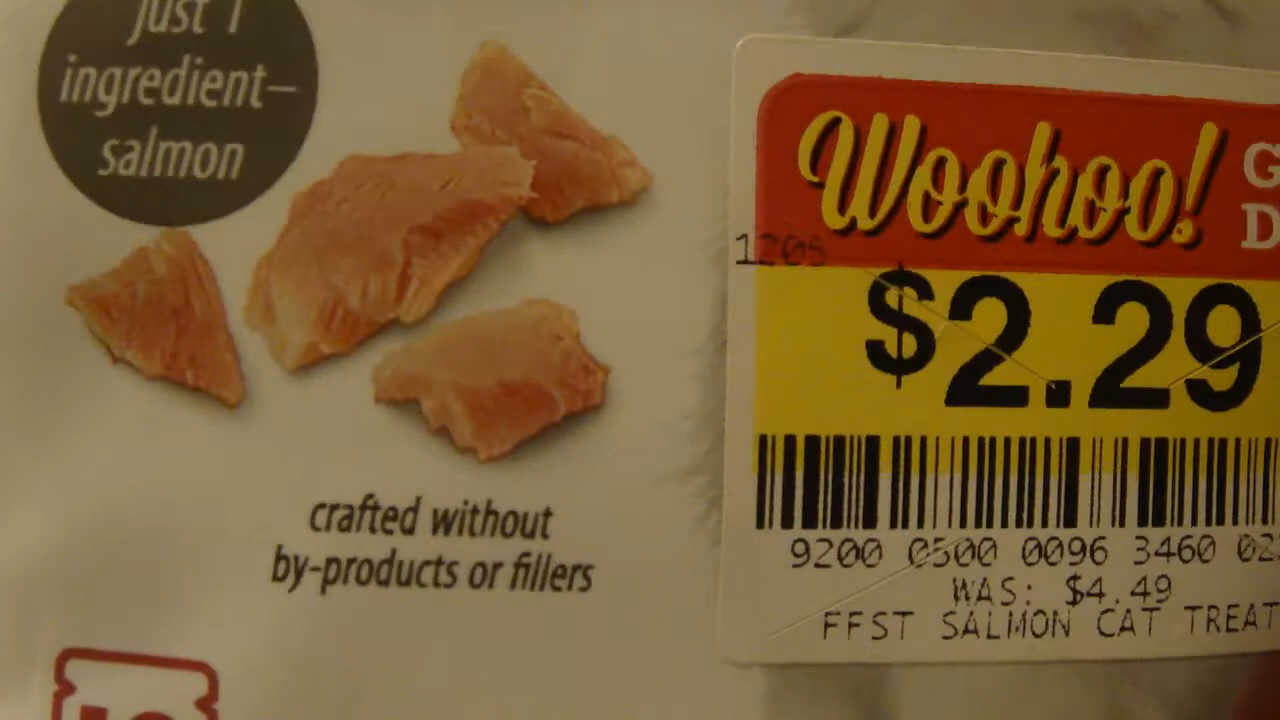 just 1
ingredient–
salmon
crafted without
by-products or fillers
Woohoo!
1205
$2.29
9200 0500 0096 3460 02
WAS: $4.49
FFST SALMON CAT TREAT